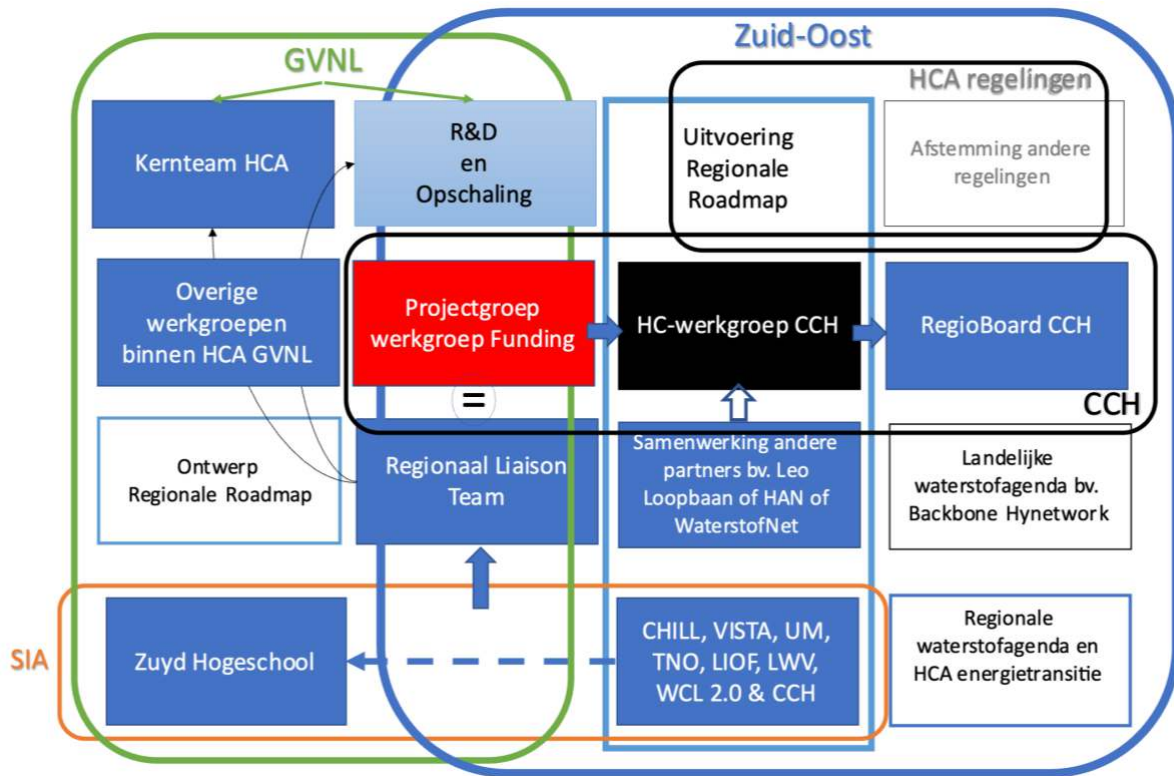 Zuid-Oost
GVNL
HCA regelingen
Kernteam HCA
R&D
en
Opschaling
Uitvoering
Regionale
Roadmap
Afstemming andere
regelingen
Overige
werkgroepen
binnen HCA GVNL
Projectgroep
werkgroep Funding
HC-werkgroep CCH
RegioBoard CCH
=
CCH
Ontwerp
Regionale Roadmap
Regionaal Liaison
Team
Samenwerking andere
partners bv. Leo
Loopbaan of HAN of
WaterstofNet
Landelijke
waterstofagenda bv.
Backbone Hynetwork
SIA
Zuyd Hogeschool
CHILL, VISTA, UM,
TNO, LIOF, LWV,
WCL 2.0 & CCH
Regionale
waterstofagenda en
HCA energietransitie